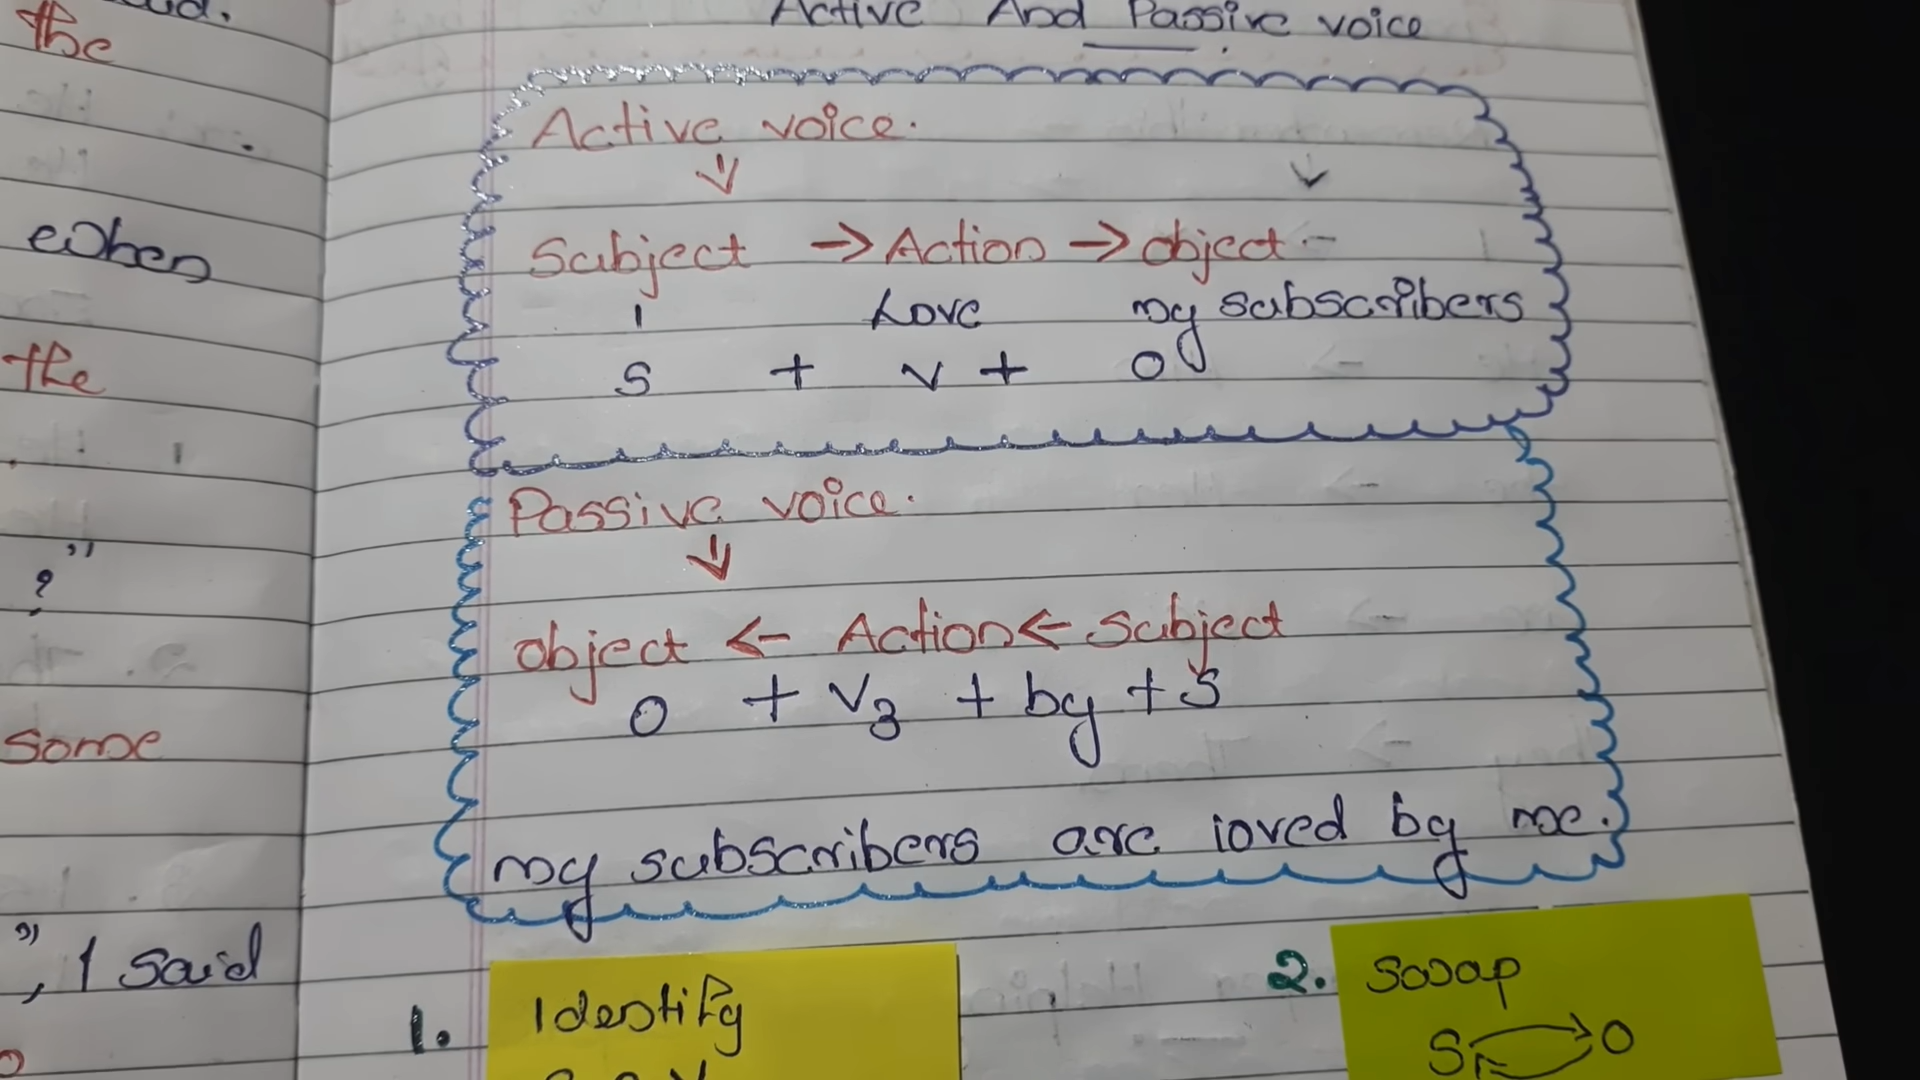 the
when
the
?"
some
", I said
Active And Passive voice
Active voice.
Subject → Action → object
I Love my subscribers
S + V + O
Passive voice.
object ← Action ← Subject
O + V3 + by + S
my subscribers are loved by me.
1. Identify
2. Swap
S O